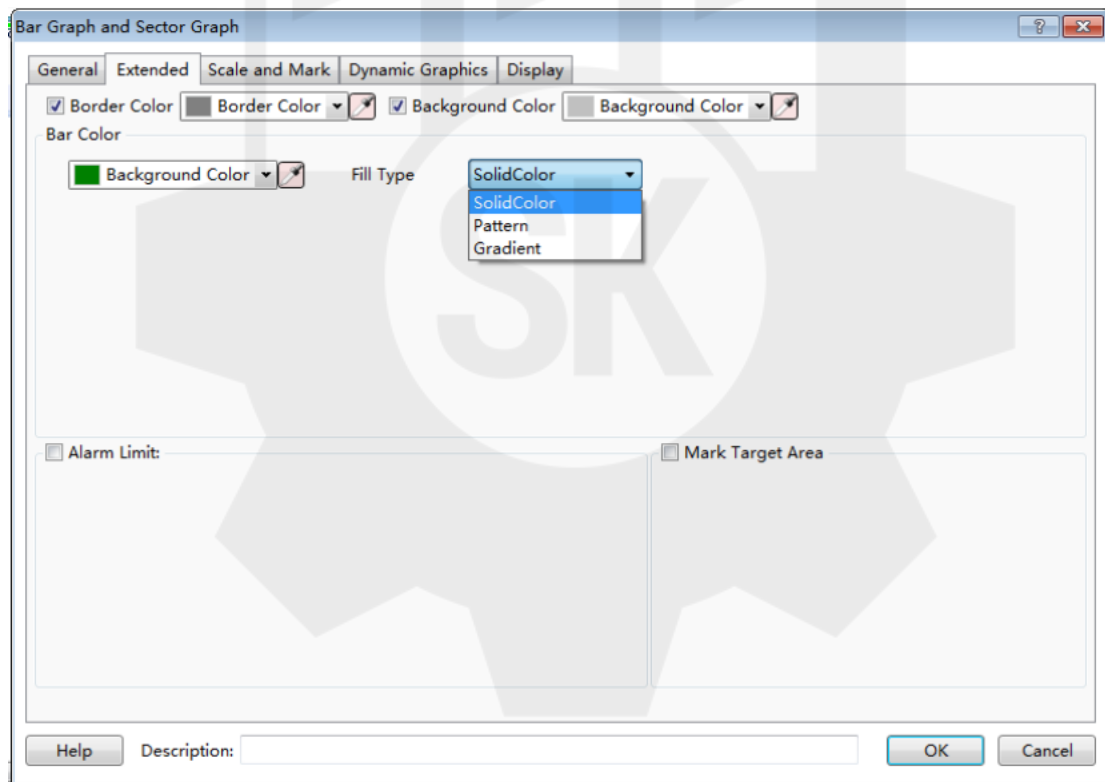 Bar Graph and Sector Graph
General Extended Scale and Mark Dynamic Graphics Display
Border Color Border Color Background Color Background Color
Bar Color
Background Color Fill Type SolidColor
SolidColor
Pattern
Gradient
SK
Alarm Limit: Mark Target Area
Help Description: OK Cancel